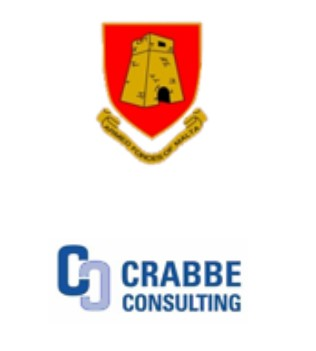 ARMED FORCES OF MALTA
CRABBE
CONSULTING